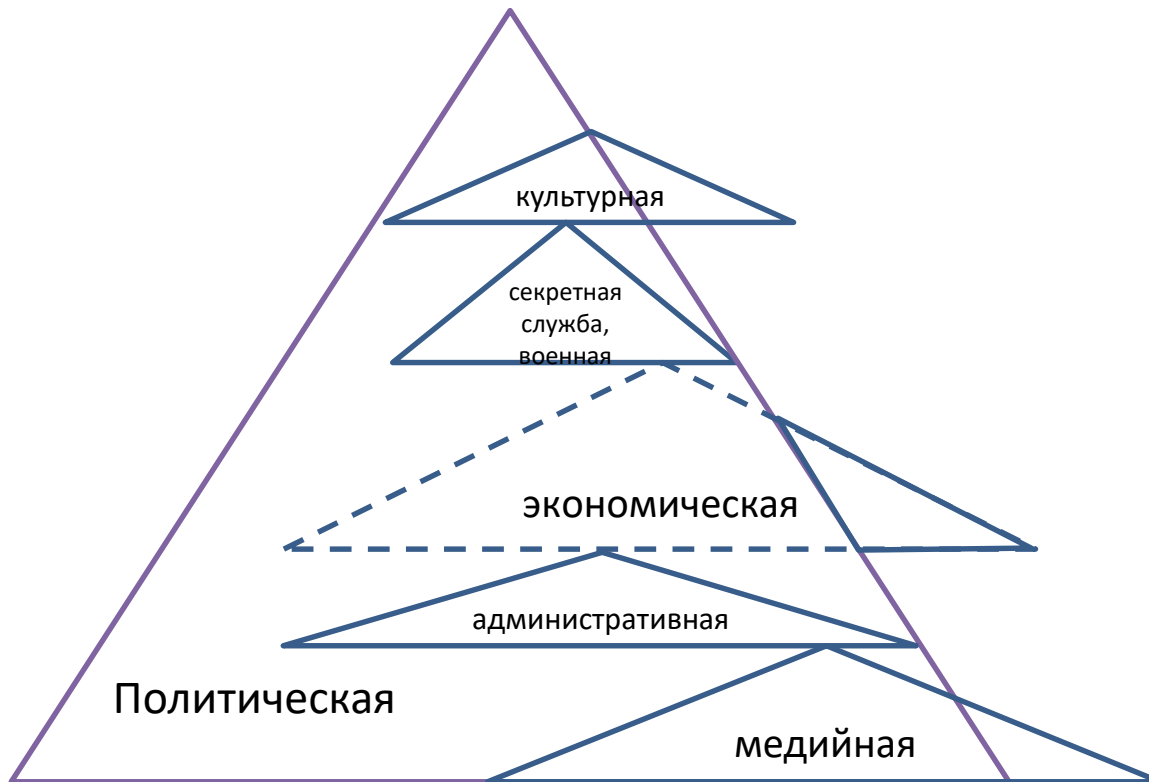 культурная
секретная
служба,
военная
экономическая
административная
Политическая
медийная